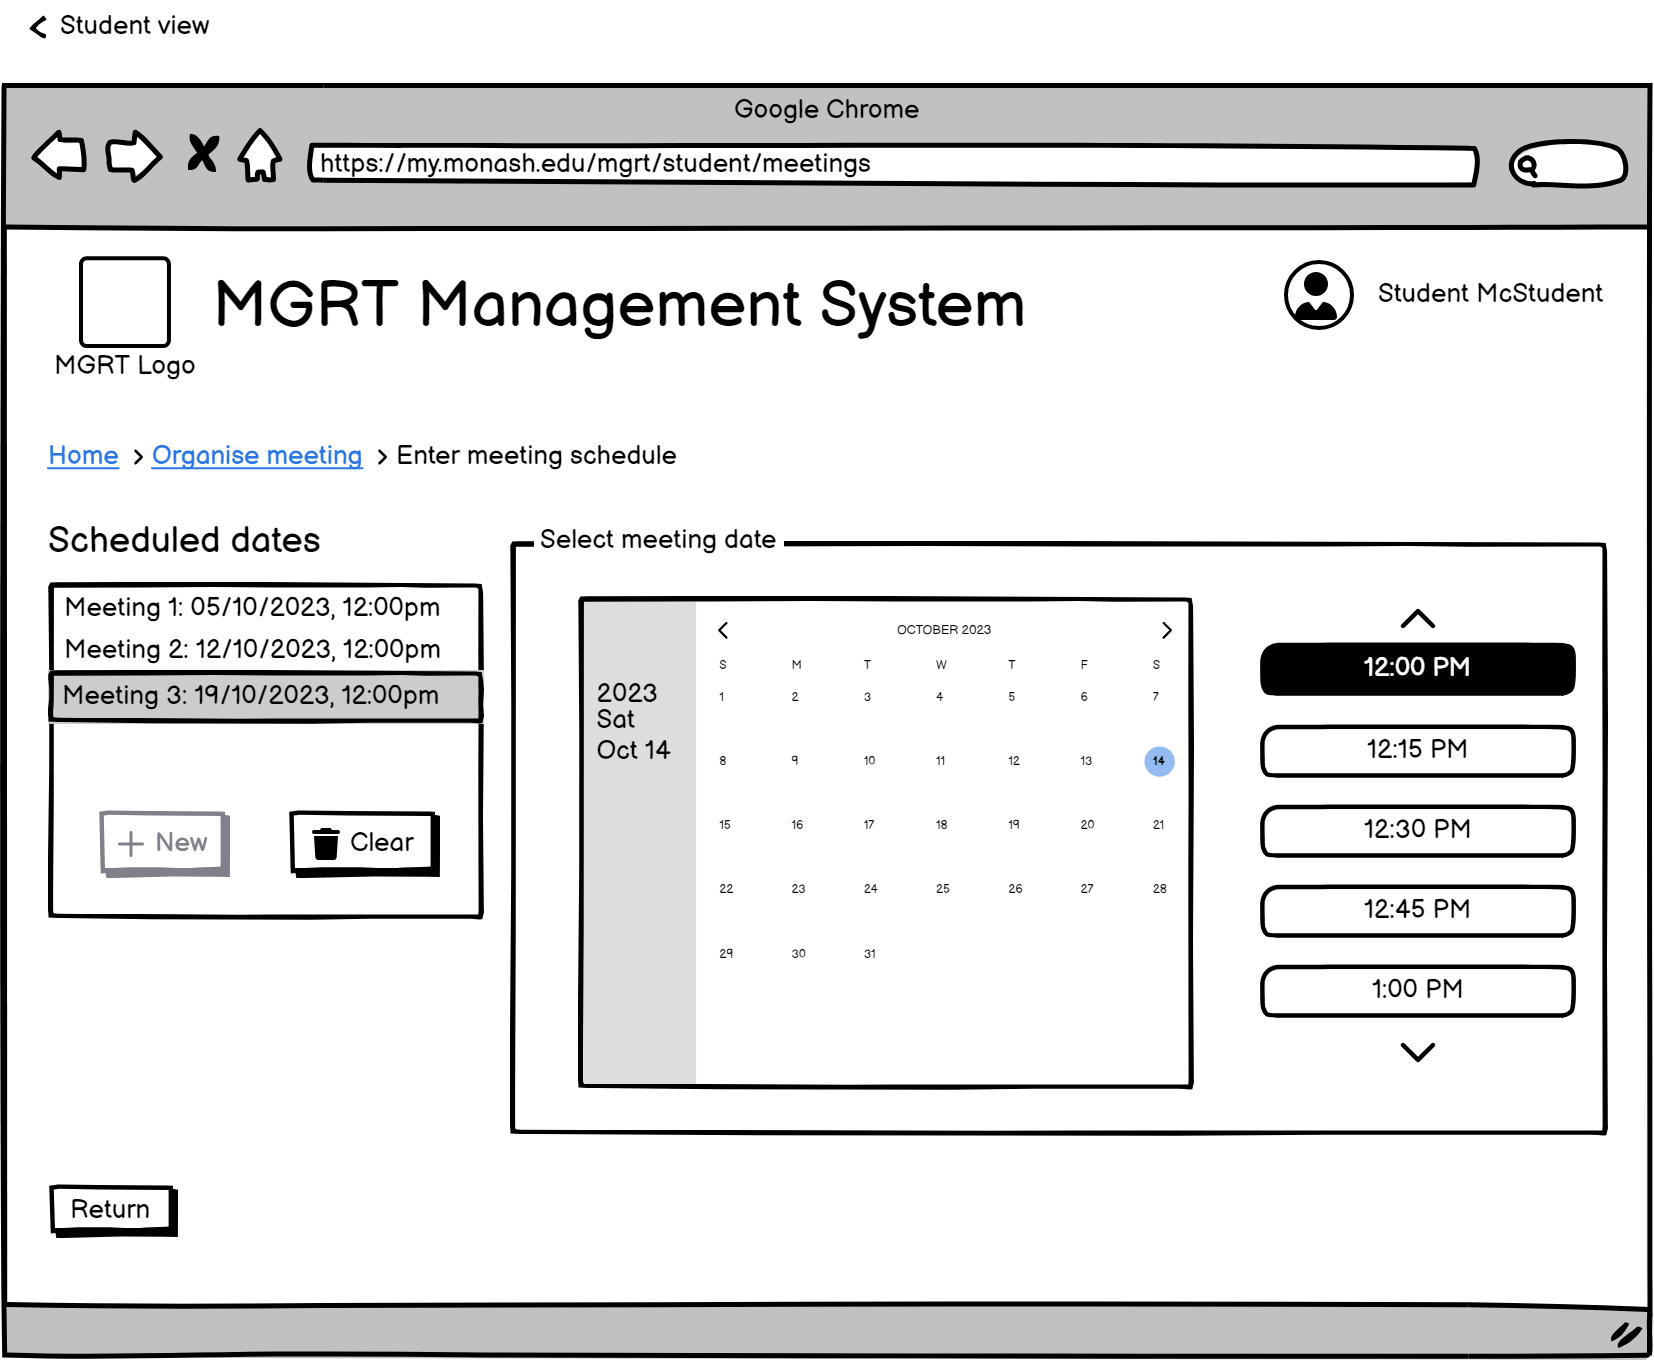 Student view
Google Chrome
https://my.monash.edu/mgrt/student/meetings
MGRT Management System
Student McStudent
MGRT Logo
Home > Organise meeting > Enter meeting schedule
Scheduled dates
Meeting 1: 05/10/2023, 12:00pm
Meeting 2: 12/10/2023, 12:00pm
Meeting 3: 19/10/2023, 12:00pm
New
Clear
Select meeting date
2023
Sat
Oct 14
OCTOBER 2023
S M T W T F S
1 2 3 4 5 6 7
8 9 10 11 12 13 14
15 16 17 18 19 20 21
22 23 24 25 26 27 28
29 30 31
12:00 PM
12:15 PM
12:30 PM
12:45 PM
1:00 PM
Return